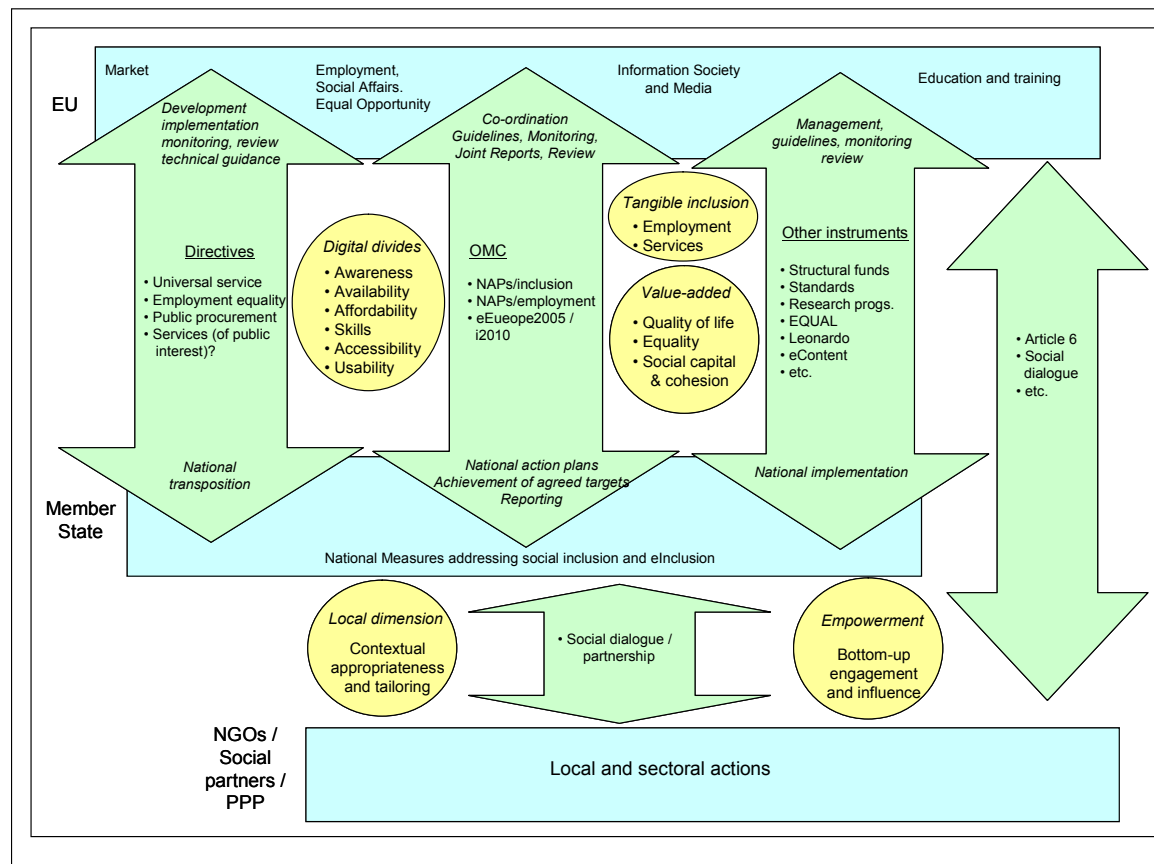 EU
Market
Employment,
Social Affairs.
Equal Opportunity
Information Society
and Media
Education and training
Development
implementation
monitoring, review
technical guidance
Co-ordination
Guidelines, Monitoring,
Joint Reports, Review
Management,
guidelines, monitoring
review
Directives
• Universal service
• Employment equality
• Public procurement
• Services (of public
interest)?
Digital divides
• Awareness
• Availability
• Affordability
• Skills
• Accessibility
• Usability
OMC
• NAPs/inclusion
• NAPs/employment
• eEueope2005 /
i2010
Tangible inclusion
• Employment
• Services
Value-added
• Quality of life
• Equality
• Social capital
& cohesion
Other instruments
• Structural funds
• Standards
• Research progs.
• EQUAL
• Leonardo
• eContent
• etc.
• Article 6
• Social
dialogue
• etc.
National
transposition
National action plans
Achievement of agreed targets
Reporting
National implementation
Member
State
National Measures addressing social inclusion and eInclusion
Local dimension
Contextual
appropriateness
and tailoring
• Social dialogue /
partnership
Empowerment
Bottom-up
engagement
and influence
NGOs /
Social
partners /
PPP
Local and sectoral actions